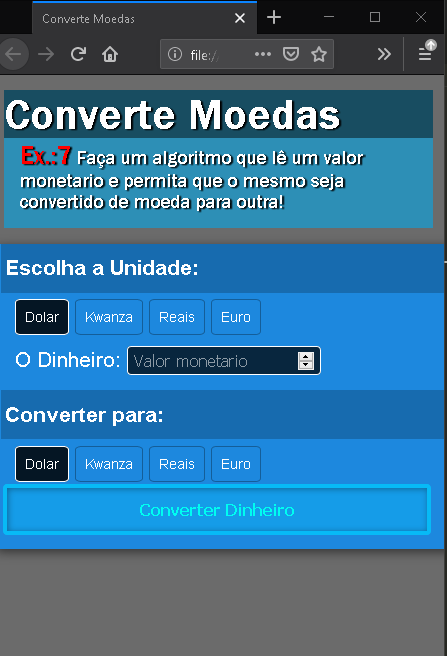 Converte Moedas
file:/
Converte Moedas
Ex.:7 Faça um algoritmo que lê um valor
monetario e permita que o mesmo seja
convertido de moeda para outra!
Escolha a Unidade:
Dolar Kwanza Reais Euro
O Dinheiro: Valor monetario
Converter para:
Dolar Kwanza Reais Euro
Converter Dinheiro